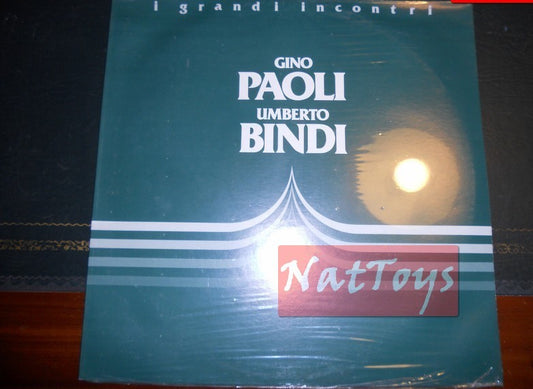 i grandi incontri
GINO
PAOLI
UMBERTO
BINDI
NatToys